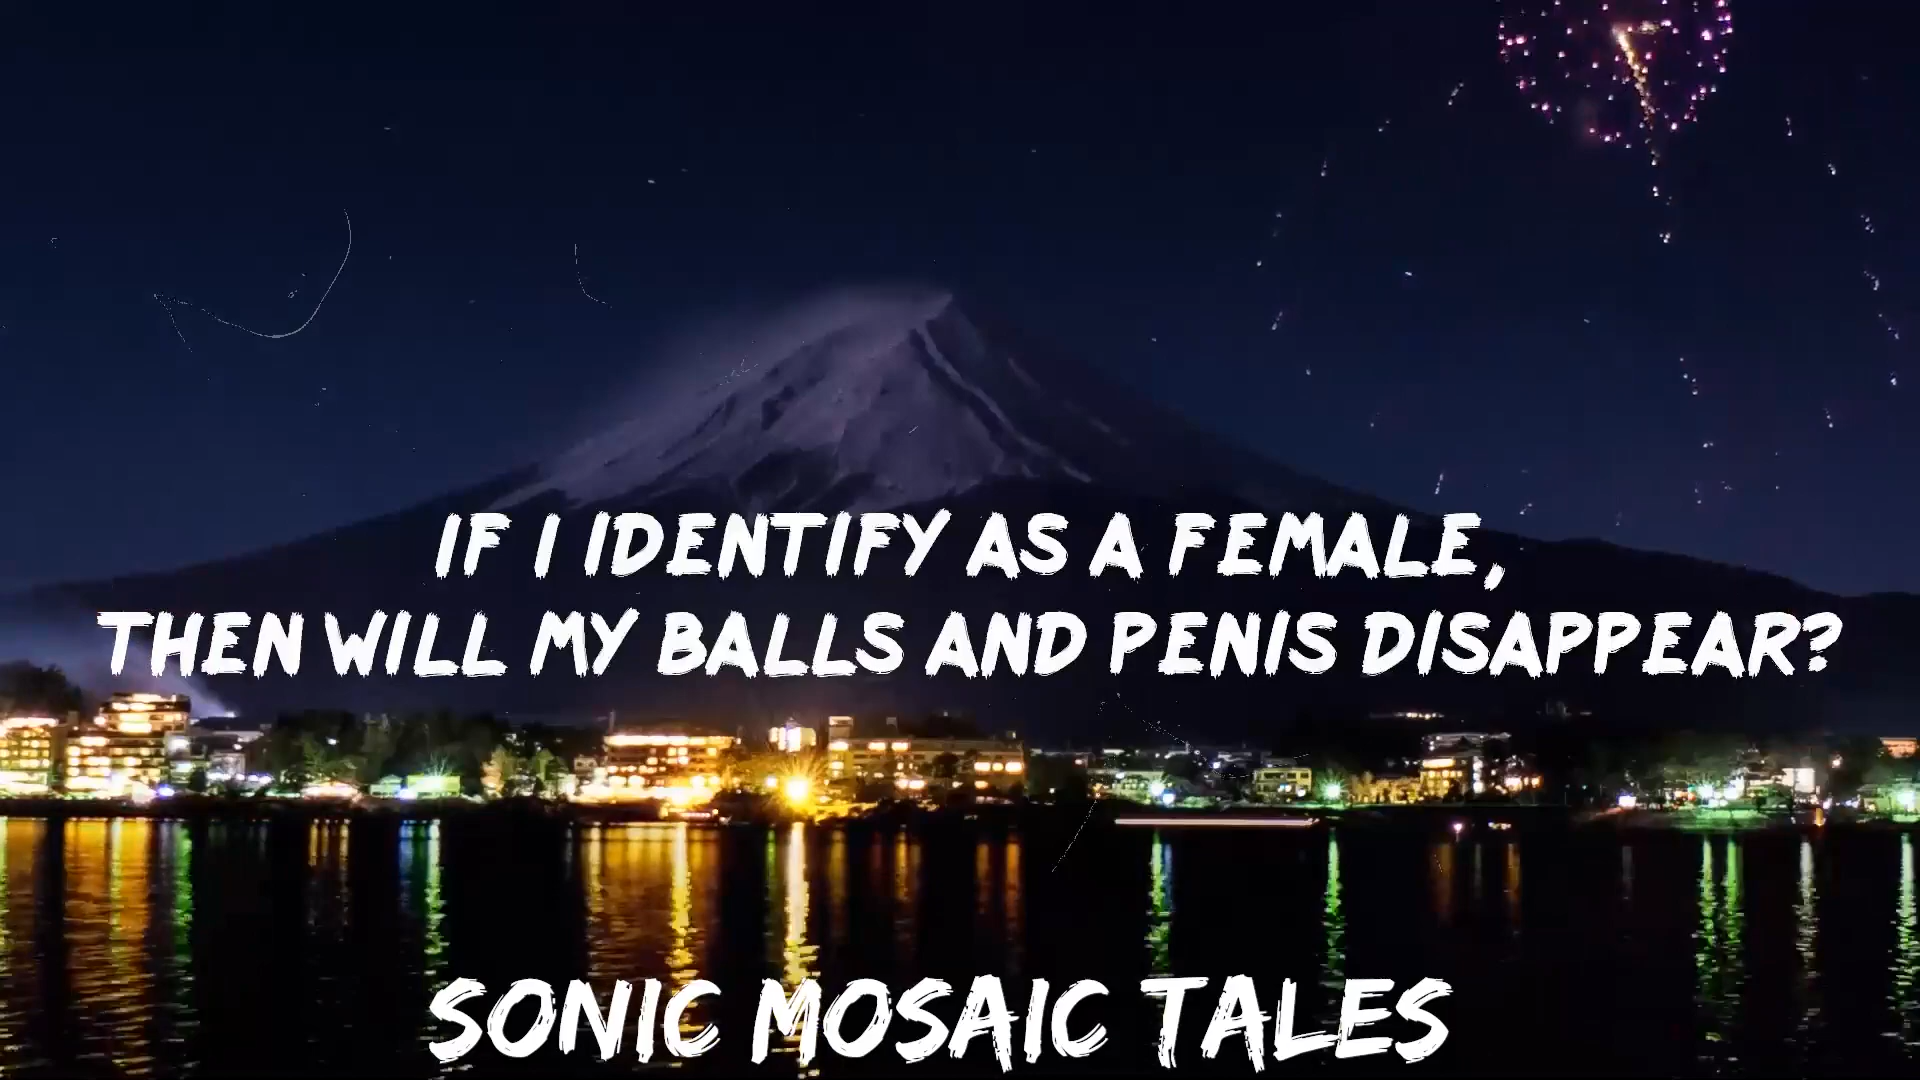 IF I IDENTIFY AS A FEMALE,
THEN WILL MY BALLS AND PENIS DISAPPEAR?
SONIC MOSAIC TALES